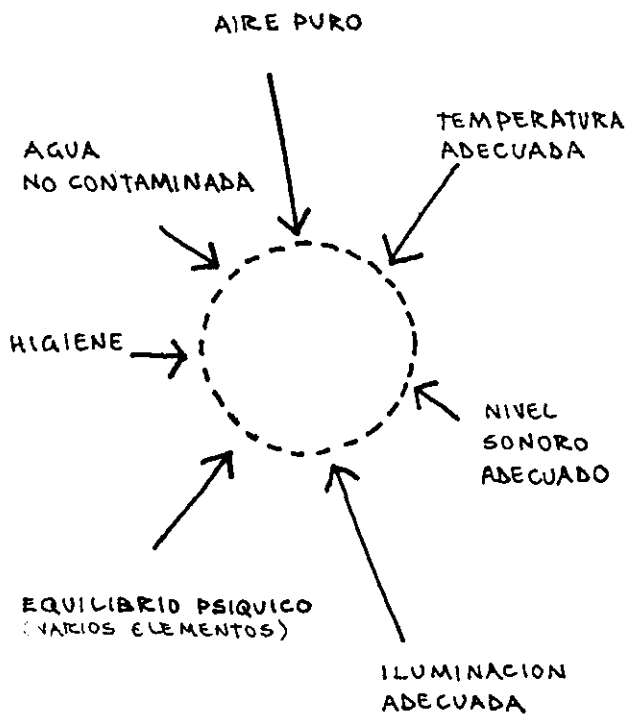 AIRE PURO
TEMPERATURA
ADECUADA
AGUA
NO CONTAMINADA
HIGIENE
NIVEL
SONORO
ADECUADO
EQUILIBRIO PSIQUICO
(VARIOS ELEMENTOS)
ILUMINACION
ADECUADA